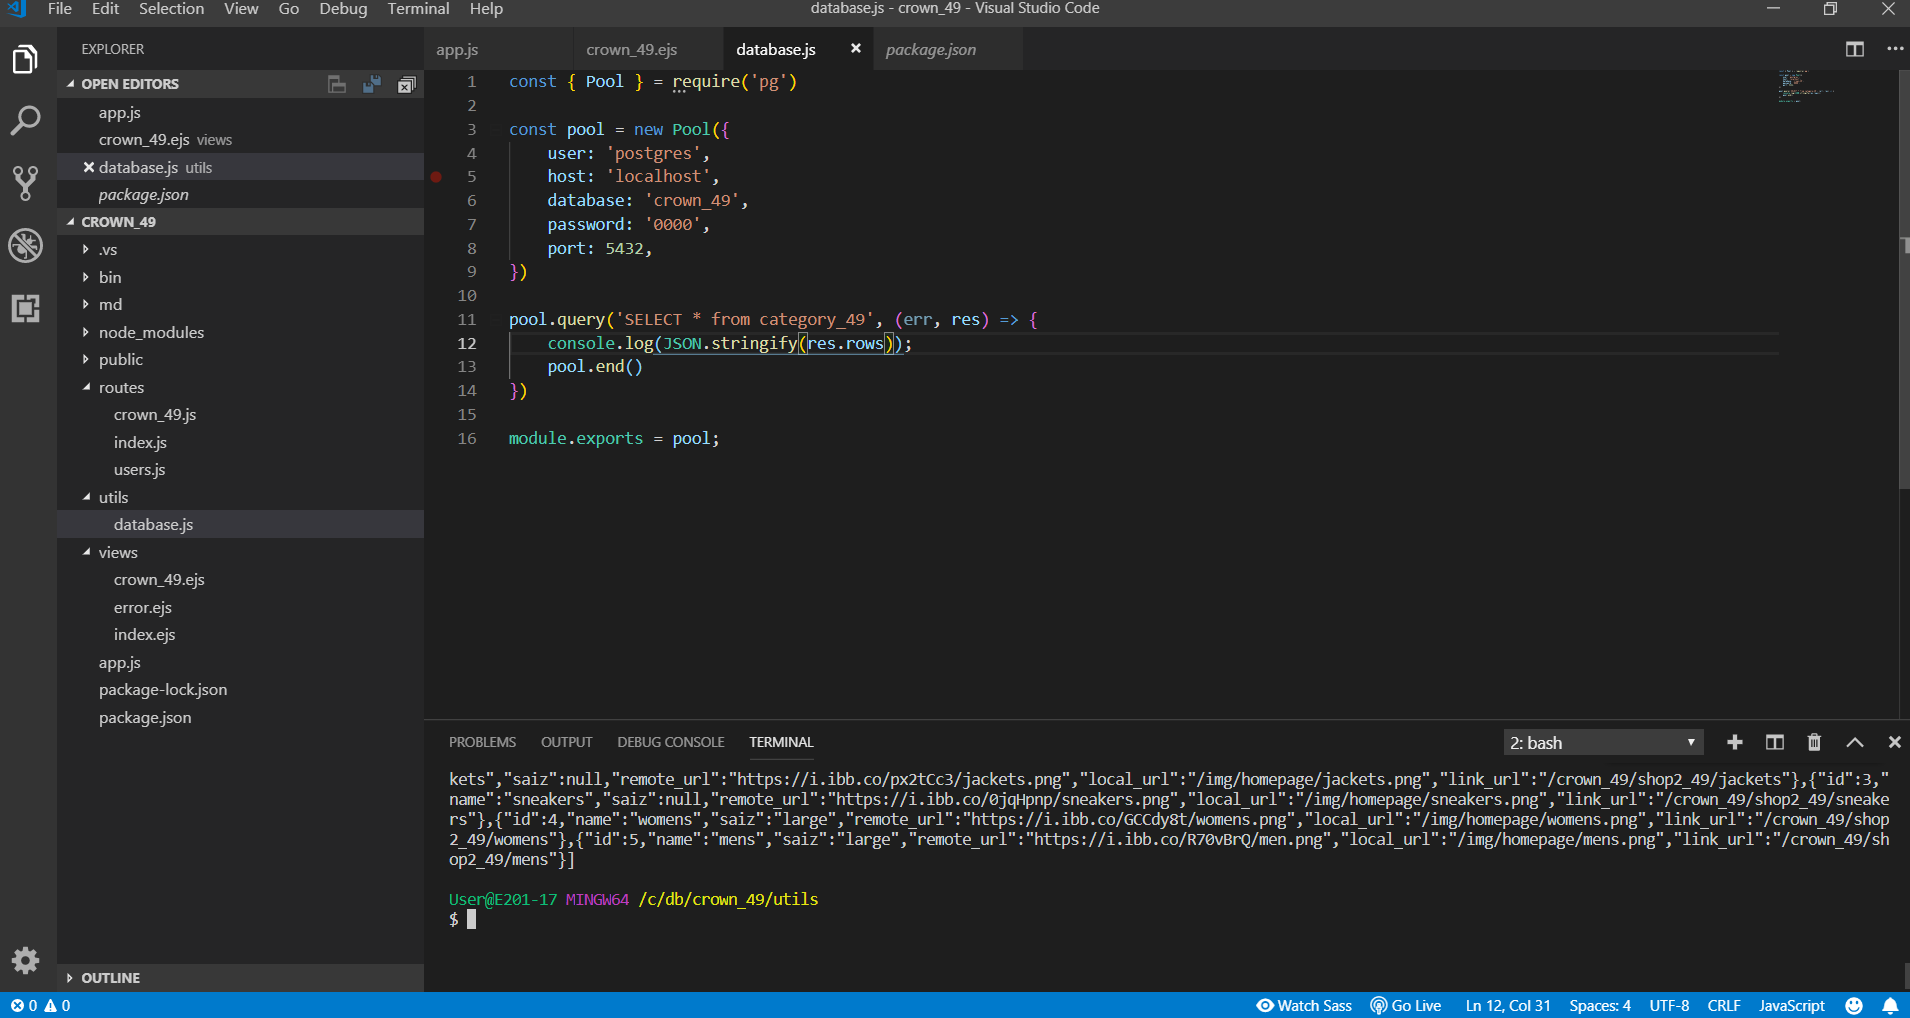 File Edit Selection View Go Debug Terminal Help
database.js - crown_49 - Visual Studio Code
EXPLORER
OPEN EDITORS
app.js
crown_49.ejs views
database.js utils
package.json
CROWN_49
.vs
bin
md
node_modules
public
routes
crown_49.js
index.js
users.js
utils
database.js
views
crown_49.ejs
error.ejs
index.ejs
app.js
package-lock.json
package.json
OUTLINE
app.js crown_49.ejs database.js package.json
1 const { Pool } = require('pg')
2
3 const pool = new Pool({
4 user: 'postgres',
5 host: 'localhost',
6 database: 'crown_49',
7 password: '0000',
8 port: 5432,
9 })
10
11 pool.query('SELECT * from category_49', (err, res) => {
12 console.log(JSON.stringify(res.rows));
13 pool.end()
14 })
15
16 module.exports = pool;
PROBLEMS OUTPUT DEBUG CONSOLE TERMINAL
2: bash
kets","saiz":null,"remote_url":"https://i.ibb.co/px2tCc3/jackets.png","local_url":"/img/homepage/jackets.png","link_url":"/crown_49/shop2_49/jackets"},{"id":3,"
name":"sneakers","saiz":null,"remote_url":"https://i.ibb.co/0jqHpnp/sneakers.png","local_url":"/img/homepage/sneakers.png","link_url":"/crown_49/shop2_49/sneake
rs"},{"id":4,"name":"womens","saiz":"large","remote_url":"https://i.ibb.co/GCCdy8t/womens.png","local_url":"/img/homepage/womens.png","link_url":"/crown_49/shop
2_49/womens"},{"id":5,"name":"mens","saiz":"large","remote_url":"https://i.ibb.co/R70vBrQ/men.png","local_url":"/img/homepage/mens.png","link_url":"/crown_49/sh
op2_49/mens"}]
User@E201-17 MINGW64 /c/db/crown_49/utils
$
0 0
Watch Sass Go Live Ln 12, Col 31 Spaces: 4 UTF-8 CRLF JavaScript